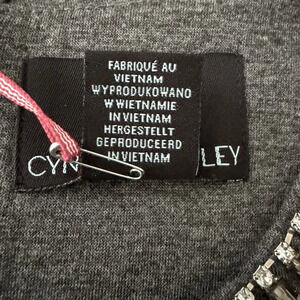 FABRIQUÉ AU
VIETNAM
WYPRODUKOWANO
W WIETNAMIE
IN VIETNAM
HERGESTELLT
GEPRODUCEERD
IN VIETNAM
CYN LEY